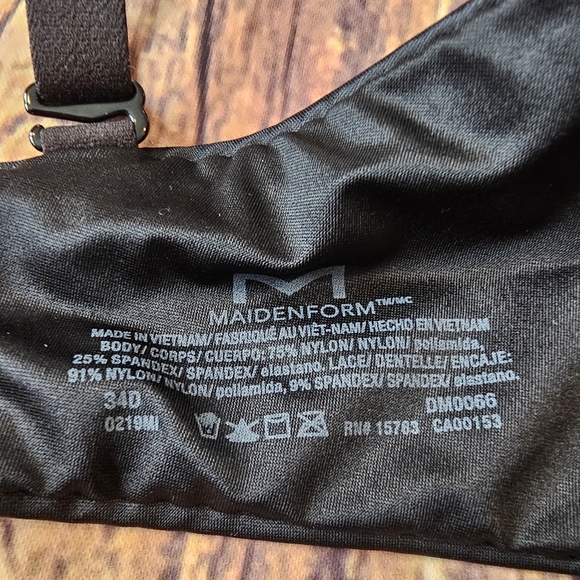 MAIDENFORM™/MC
MADE IN VIETNAM/ FABRIQUÉ AU VIÊT-NAM/ HECHO EN VIETNAM
BODY/ CORPS/ CUERPO: 75% NYLON/ NYLON/ poliamida,
25% SPANDEX/ SPANDEX/ elastano. LACE/ DENTELLE/ ENCAJE:
91% NYLON/ NYLON/ poliamida, 9% SPANDEX/ SPANDEX/ elastano.
34D DM0066
0219MI RN# 15763 CA00153